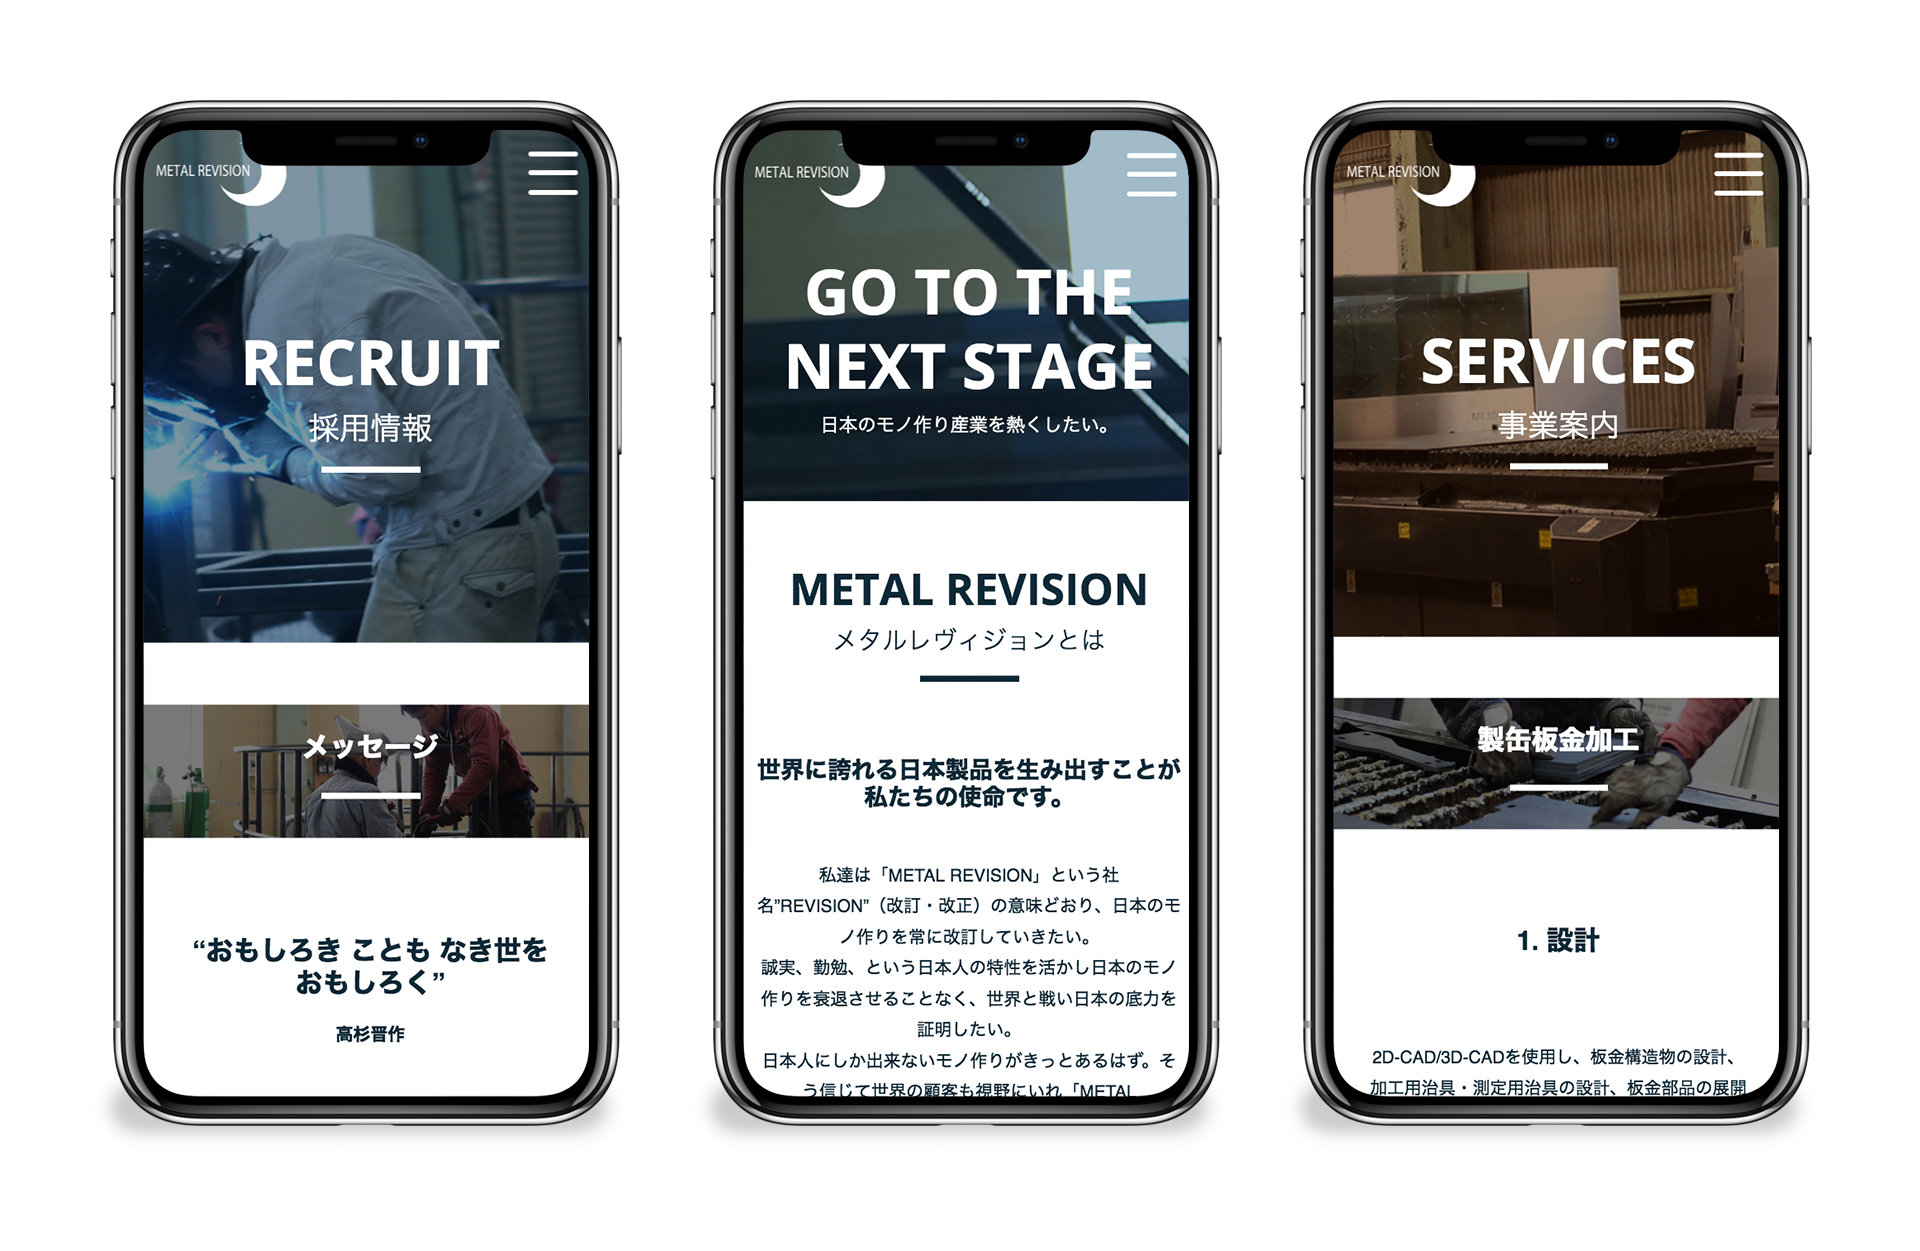 METAL REVISION
RECRUIT
採用情報
メッセージ
“おもしろき ことも なき世を
おもしろく”
高杉晋作
METAL REVISION
GO TO THE
NEXT STAGE
日本のモノ作り産業を熱くしたい。
METAL REVISION
メタルレヴィジョンとは
世界に誇れる日本製品を生み出すことが
私たちの使命です。
私達は「METAL REVISION」という社
名”REVISION”（改訂・改正）の意味どおり、日本のモ
ノ作りを常に改訂していきたい。
誠実、勤勉、という日本人の特性を活かし日本のモノ
作りを衰退させることなく、世界と戦い日本の底力を
証明したい。
日本人にしか出来ないモノ作りがきっとあるはず。そ
う信じて世界の顧客も視野にいれ「METAL
METAL REVISION
SERVICES
事業案内
製缶板金加工
1. 設計
2D-CAD/3D-CADを使用し、板金構造物の設計、
加工用治具・測定用治具の設計、板金部品の展開